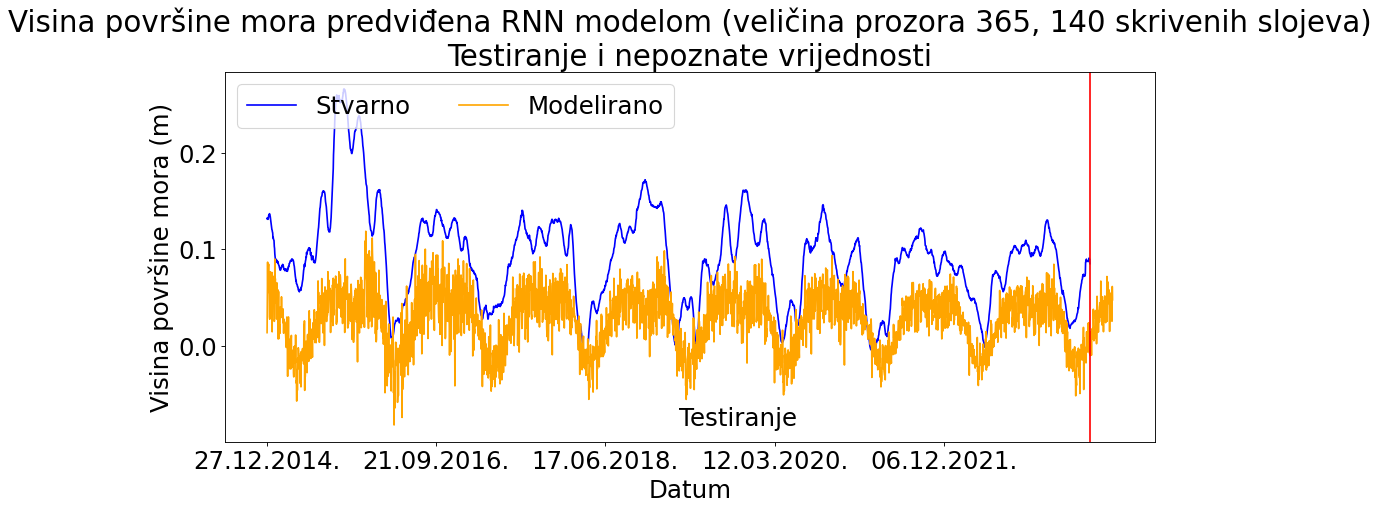 Visina površine mora predviđena RNN modelom (veličina prozora 365, 140 skrivenih slojeva)
Testiranje i nepoznate vrijednosti
Stvarno
Modelirano
Visina površine mora (m)
0.2
0.1
0.0
Testiranje
27.12.2014.
21.09.2016.
17.06.2018.
12.03.2020.
06.12.2021.
Datum